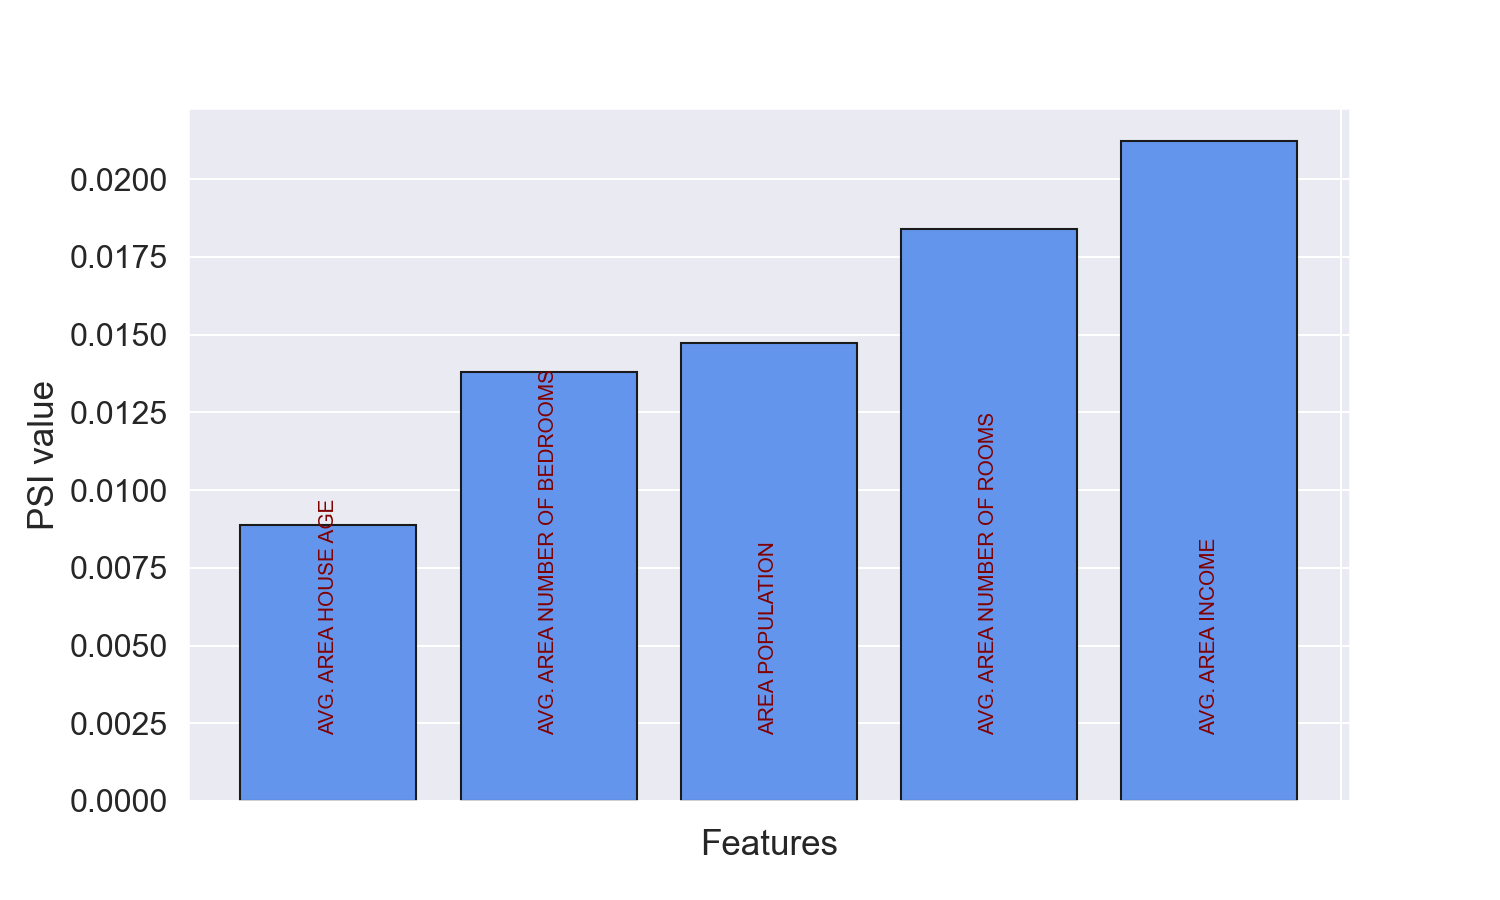 0.0200
0.0175
0.0150
0.0125
0.0100
0.0075
0.0050
0.0025
0.0000
PSI value
AVG. AREA HOUSE AGE
AVG. AREA NUMBER OF BEDROOMS
AREA POPULATION
AVG. AREA NUMBER OF ROOMS
AVG. AREA INCOME
Features